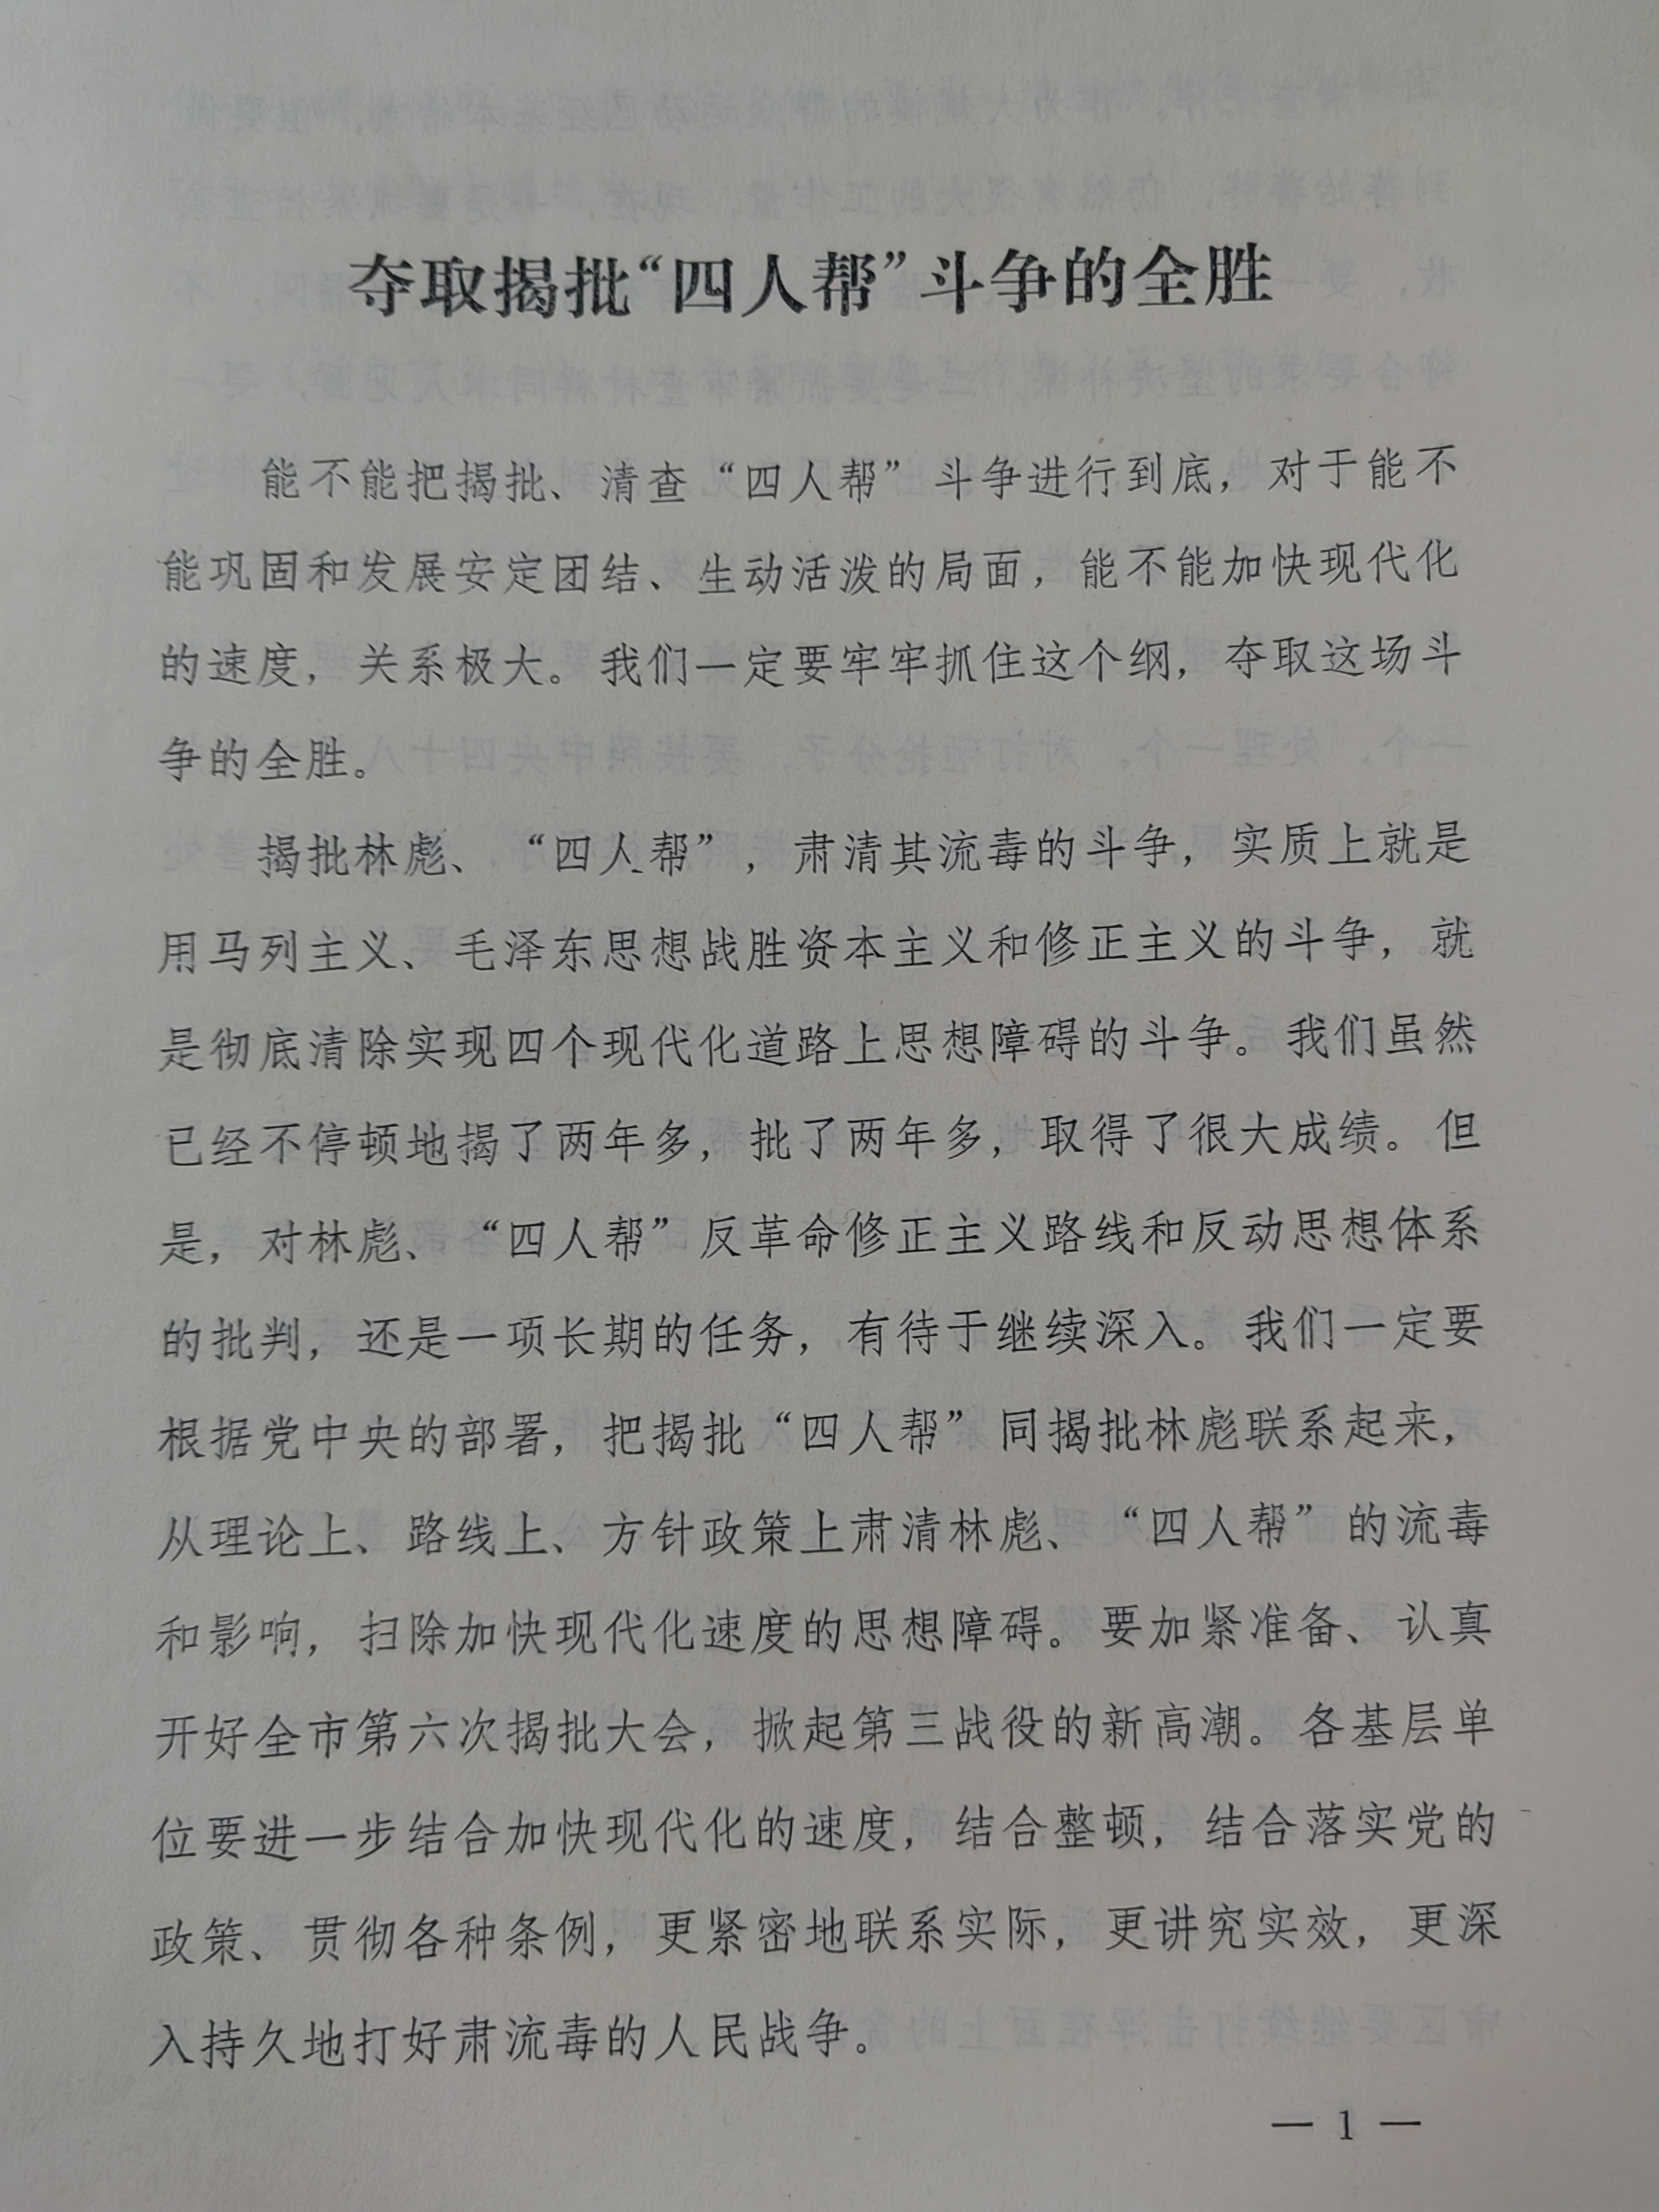 夺取揭批“四人帮”斗争的全胜
能不能把揭批、清查“四人帮”斗争进行到底，对于能不
能巩固和发展安定团结、生动活泼的局面，能不能加快现代化
的速度，关系极大。我们一定要牢牢抓住这个纲，夺取这场斗
争的全胜。
揭批林彪、“四人帮”，肃清其流毒的斗争，实质上就是
用马列主义、毛泽东思想战胜资本主义和修正主义的斗争，就
是彻底清除实现四个现代化道路上思想障碍的斗争。我们虽然
已经不停顿地揭了两年多，批了两年多，取得了很大成绩。但
是，对林彪、“四人帮”反革命修正主义路线和反动思想体系
的批判，还是一项长期的任务，有待于继续深入。我们一定要
根据党中央的部署，把揭批“四人帮”同揭批林彪联系起来，
从理论上、路线上、方针政策上肃清林彪、“四人帮”的流毒
和影响，扫除加快现代化速度的思想障碍。要加紧准备、认真
开好全市第六次揭批大会，掀起第三战役的新高潮。各基层单
位要进一步结合加快现代化的速度，结合整顿，结合落实党的
政策、贯彻各种条例，更紧密地联系实际，更讲究实效，更深
入持久地打好肃流毒的人民战争。
— 1 —